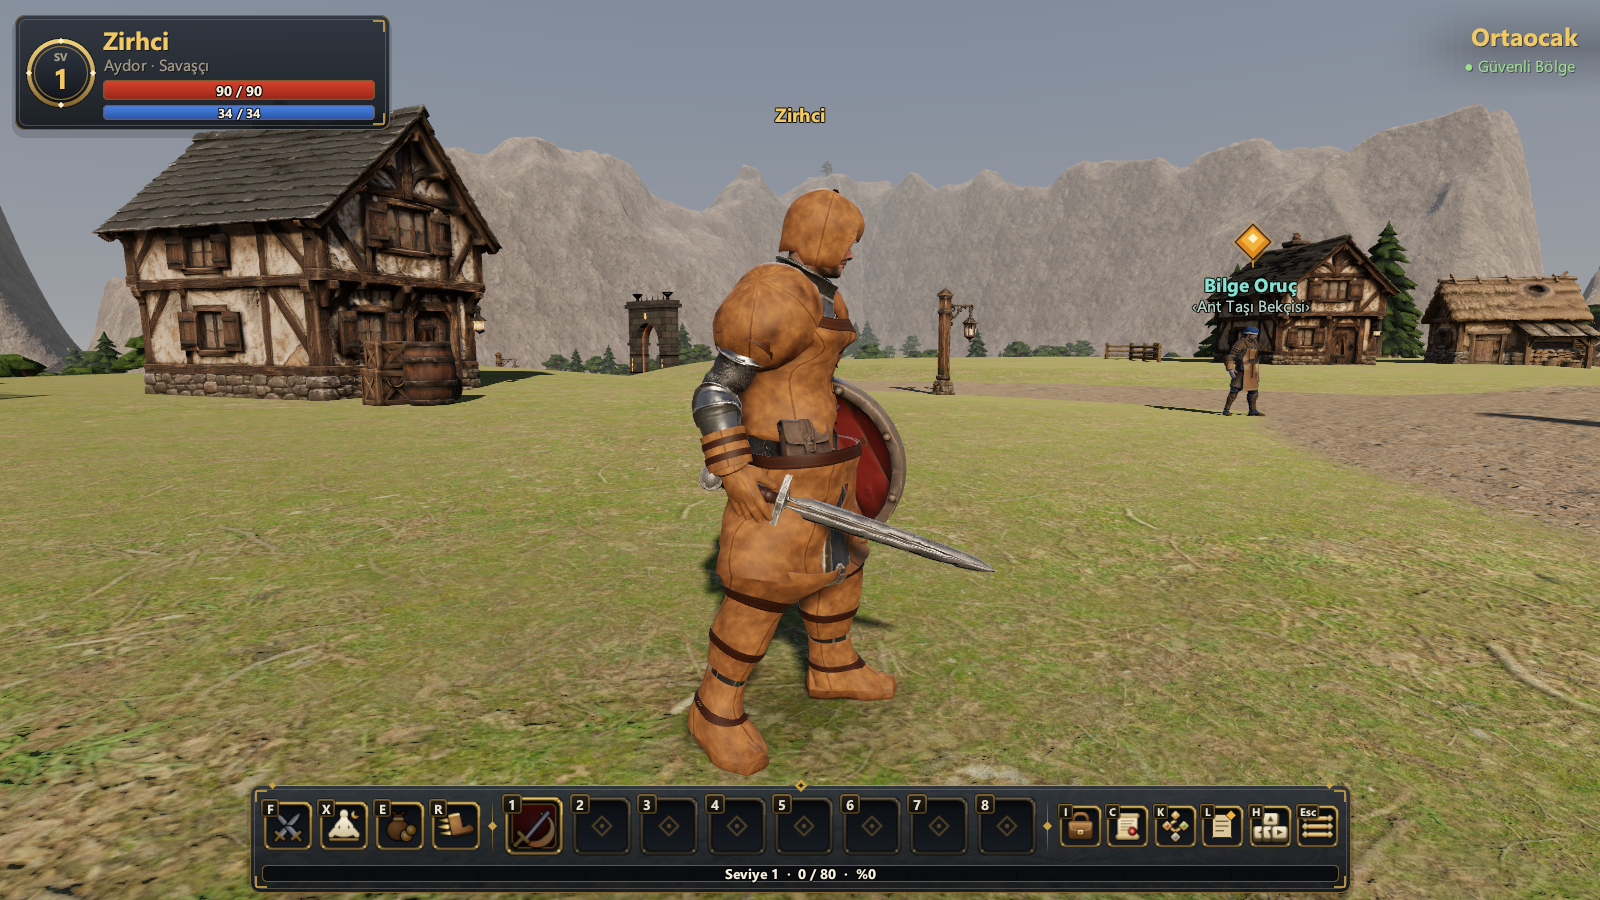 SV
1
Zirhci
Aydor · Savaşçı
90 / 90
34 / 34
Ortaocak
Güvenli Bölge
Zirhci
Bilge Oruç
‹Ant Taşı Bekçisi›
F
X
E
R
1
2
3
4
5
6
7
8
I
C
K
L
H
Esc
Seviye 1 · 0 / 80 · %0